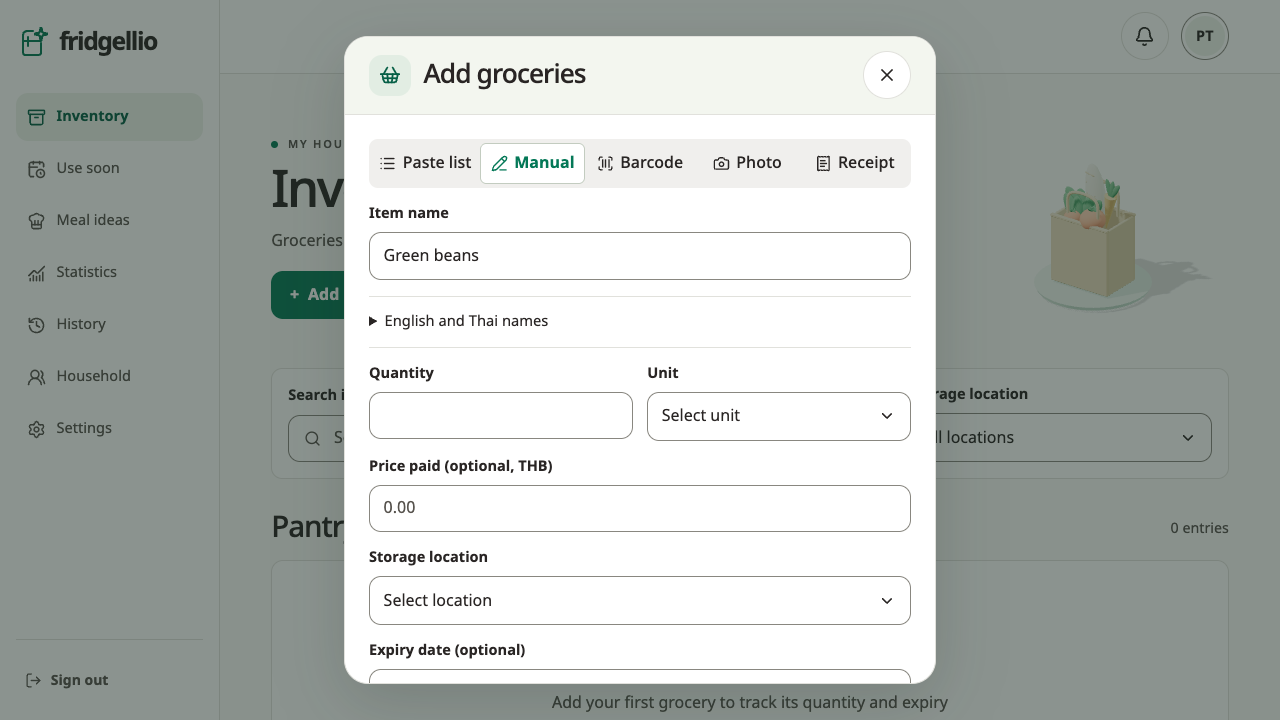 fridgellio
Inventory
Use soon
Meal ideas
Statistics
History
Household
Settings
Sign out
PT
MY HOU
Inv
Groceries
+ Add
Search i
S
rage location
ll locations
Pantr
0 entries
Add your first grocery to track its quantity and expiry
Add groceries
Paste list
Manual
Barcode
Photo
Receipt
Item name
Green beans
English and Thai names
Quantity
Unit
Select unit
Price paid (optional, THB)
0.00
Storage location
Select location
Expiry date (optional)